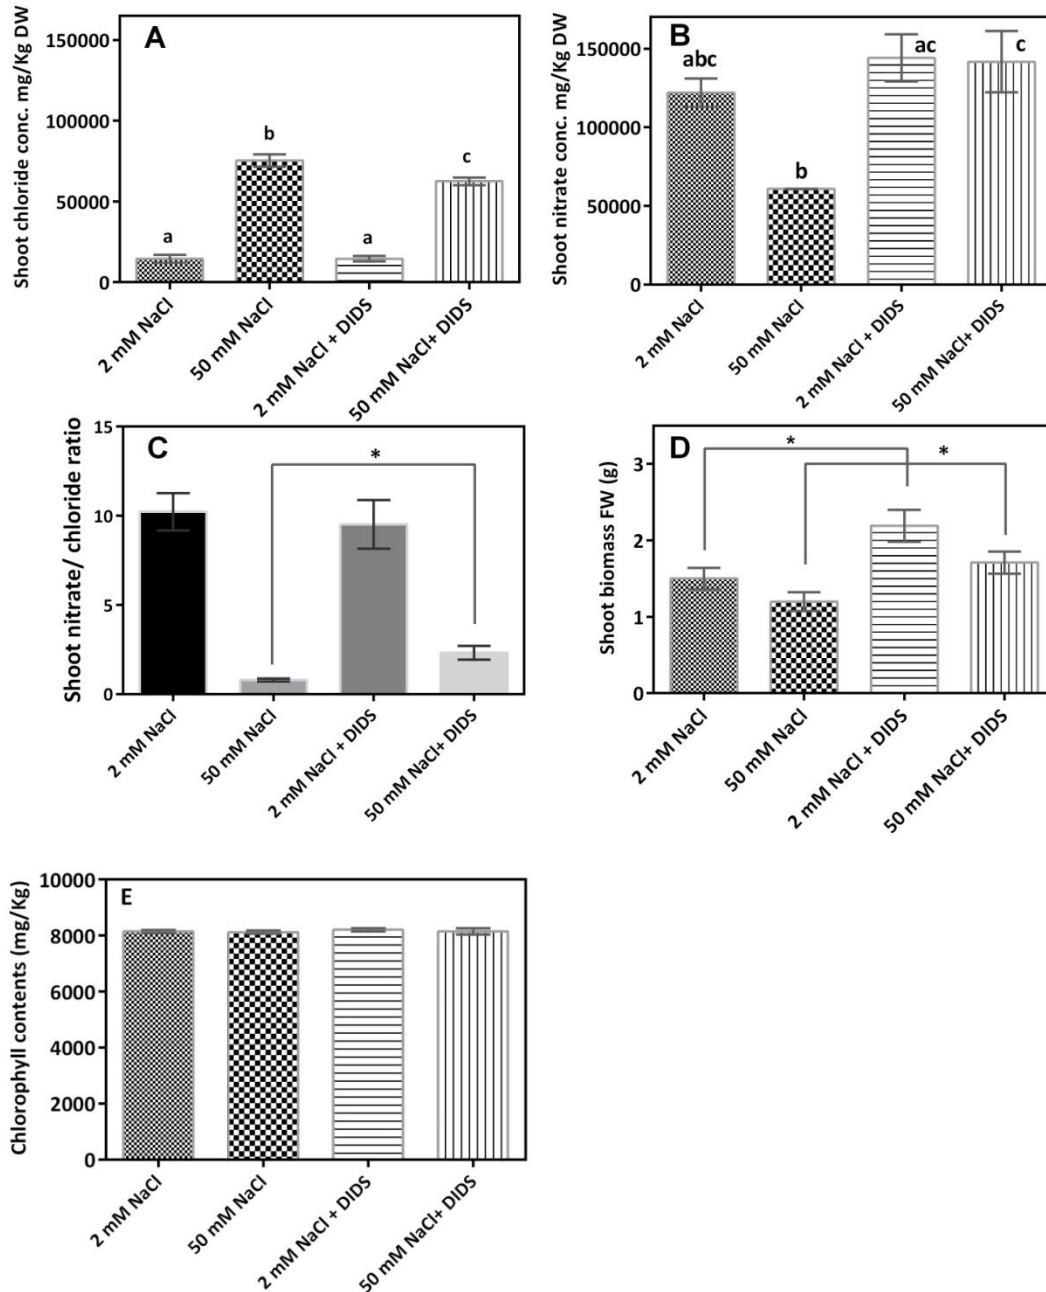 A
Shoot chloride conc. mg/Kg DW
150000
100000
50000
0
a
b
a
c
2 mM NaCl
50 mM NaCl
2 mM NaCl + DIDS
50 mM NaCl+ DIDS
B
Shoot nitrate conc. mg/Kg DW
150000
100000
50000
0
abc
b
ac
c
2 mM NaCl
50 mM NaCl
2 mM NaCl + DIDS
50 mM NaCl+ DIDS
C
Shoot nitrate/ chloride ratio
15
10
5
0
*
2 mM NaCl
50 mM NaCl
2 mM NaCl + DIDS
50 mM NaCl+ DIDS
D
Shoot biomass FW (g)
3
2
1
0
*
*
2 mM NaCl
50 mM NaCl
2 mM NaCl + DIDS
50 mM NaCl+ DIDS
E
Chlorophyll contents (mg/Kg)
10000
8000
6000
4000
2000
0
2 mM NaCl
50 mM NaCl
2 mM NaCl + DIDS
50 mM NaCl+ DIDS